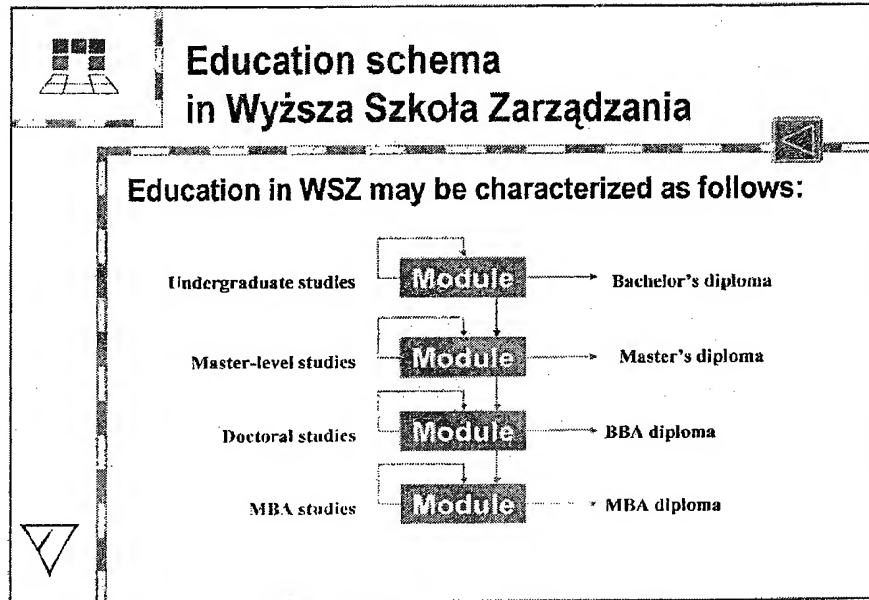 Education schema
in Wyższa Szkoła Zarządzania
Education in WSZ may be characterized as follows:
Undergraduate studies Module Bachelor's diploma
Master-level studies Module Master's diploma
Doctoral studies Module BBA diploma
MBA studies Module MBA diploma